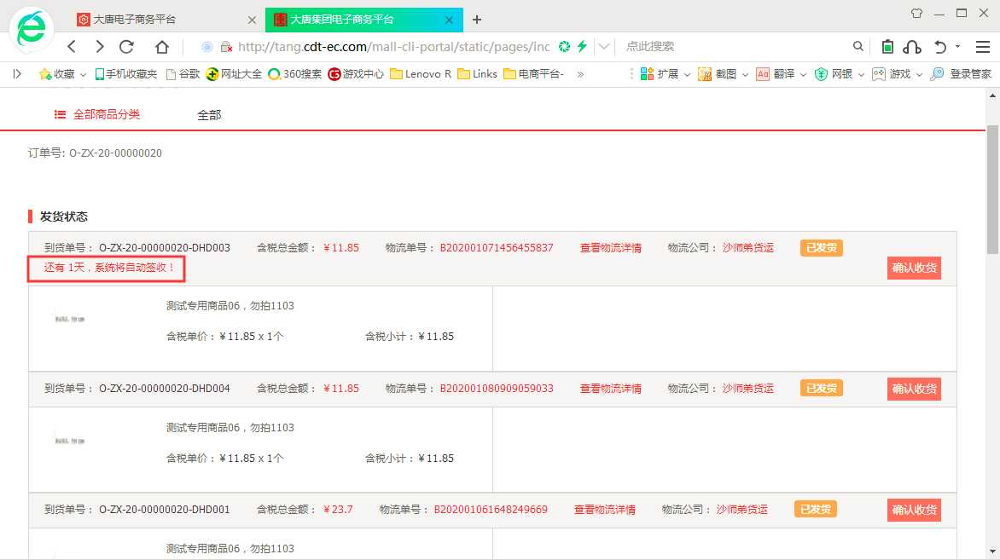 大唐电子商务平台
大唐集团电子商务平台
http://tang.cdt-ec.com/mall-cli-portal/static/pages/inc
点此搜索
收藏 手机收藏夹 谷歌 网址大全 360搜索 游戏中心 Lenovo R Links 电商平台- » 扩展 截图 Aa 翻译 网银 游戏 登录管家
全部商品分类 全部
订单号: O-ZX-20-00000020
发货状态
到货单号： O-ZX-20-00000020-DHD003 含税总金额： ￥11.85 物流单号： B202001071456455837 查看物流详情 物流公司： 沙师弟货运 已发货
还有 1天，系统将自动签收！
确认收货
测试专用商品06，勿拍1103
含税单价：￥11.85 x 1个 含税小计：￥11.85
到货单号： O-ZX-20-00000020-DHD004 含税总金额： ￥11.85 物流单号： B202001080909059033 查看物流详情 物流公司： 沙师弟货运 已发货 确认收货
测试专用商品06，勿拍1103
含税单价：￥11.85 x 1个 含税小计：￥11.85
到货单号： O-ZX-20-00000020-DHD001 含税总金额： ￥23.7 物流单号： B202001061648249669 查看物流详情 物流公司： 沙师弟货运 已发货 确认收货
测试专用商品06，勿拍1103